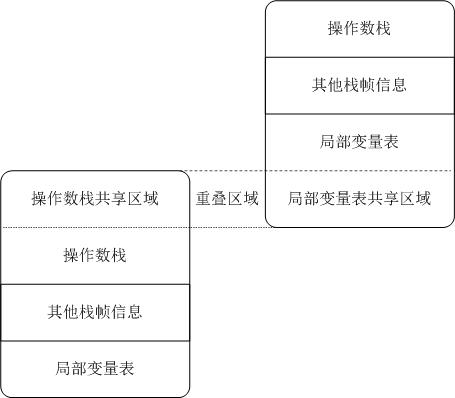 操作数栈
其他栈帧信息
局部变量表
操作数栈共享区域
重叠区域
局部变量表共享区域
操作数栈
其他栈帧信息
局部变量表